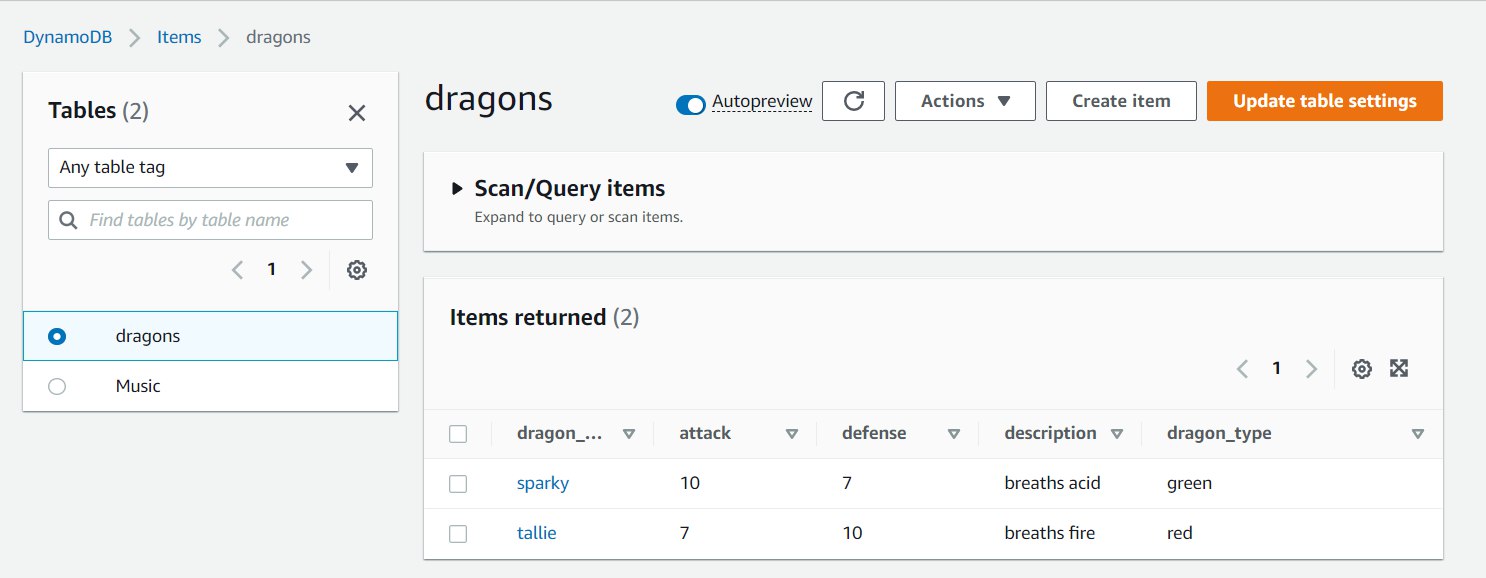 DynamoDB > Items > dragons
Tables (2)
Any table tag
Find tables by table name
1
dragons
Music
dragons
Autopreview
Actions
Create item
Update table settings
Scan/Query items
Expand to query or scan items.
Items returned (2)
1
dragon_... attack defense description dragon_type
sparky 10 7 breaths acid green
tallie 7 10 breaths fire red